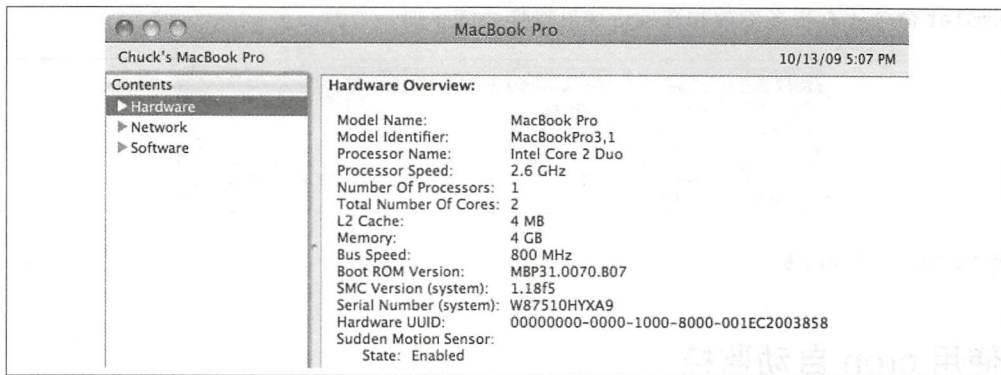 MacBook Pro
Chuck's MacBook Pro 10/13/09 5:07 PM
Contents
Hardware
Network
Software
Hardware Overview:
Model Name: MacBook Pro
Model Identifier: MacBookPro3,1
Processor Name: Intel Core 2 Duo
Processor Speed: 2.6 GHz
Number Of Processors: 1
Total Number Of Cores: 2
L2 Cache: 4 MB
Memory: 4 GB
Bus Speed: 800 MHz
Boot ROM Version: MBP31.0070.B07
SMC Version (system): 1.18f5
Serial Number (system): W87510HYXA9
Hardware UUID: 00000000-0000-1000-8000-001EC2003858
Sudden Motion Sensor:
State: Enabled